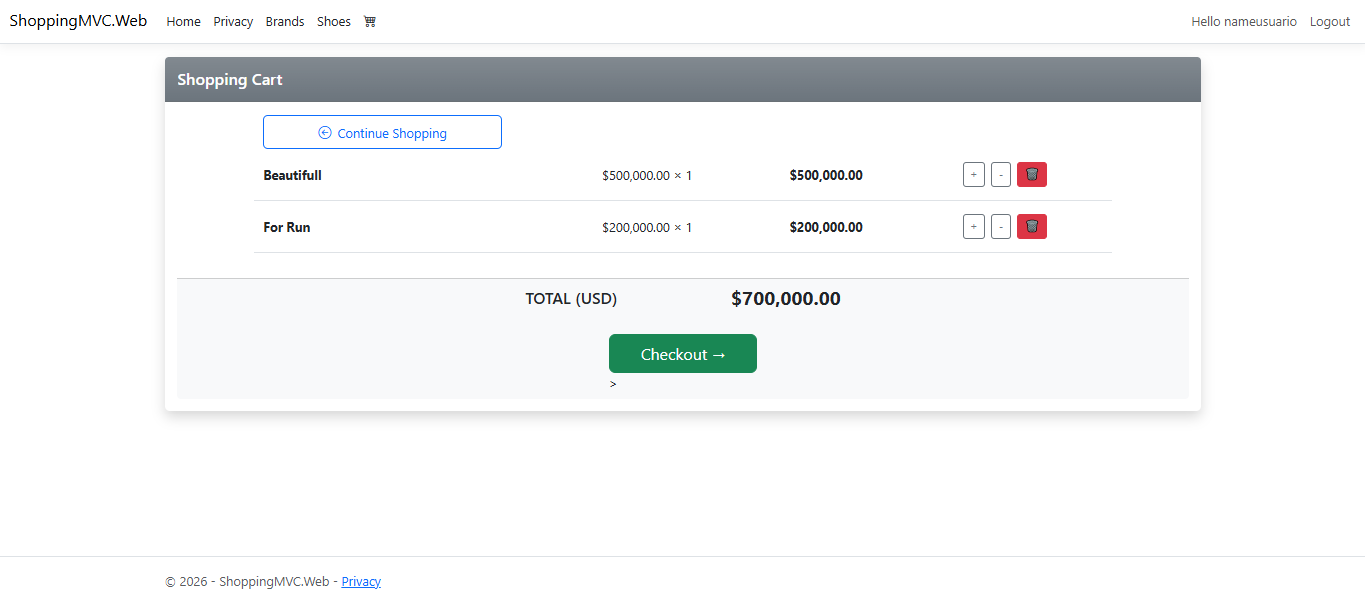 ShoppingMVC.Web Home Privacy Brands Shoes Hello nameusuario Logout
Shopping Cart
Continue Shopping
Beautifull $500,000.00 × 1 $500,000.00 + -
For Run $200,000.00 × 1 $200,000.00 + -
TOTAL (USD) $700,000.00
Checkout →
>
© 2026 - ShoppingMVC.Web - Privacy